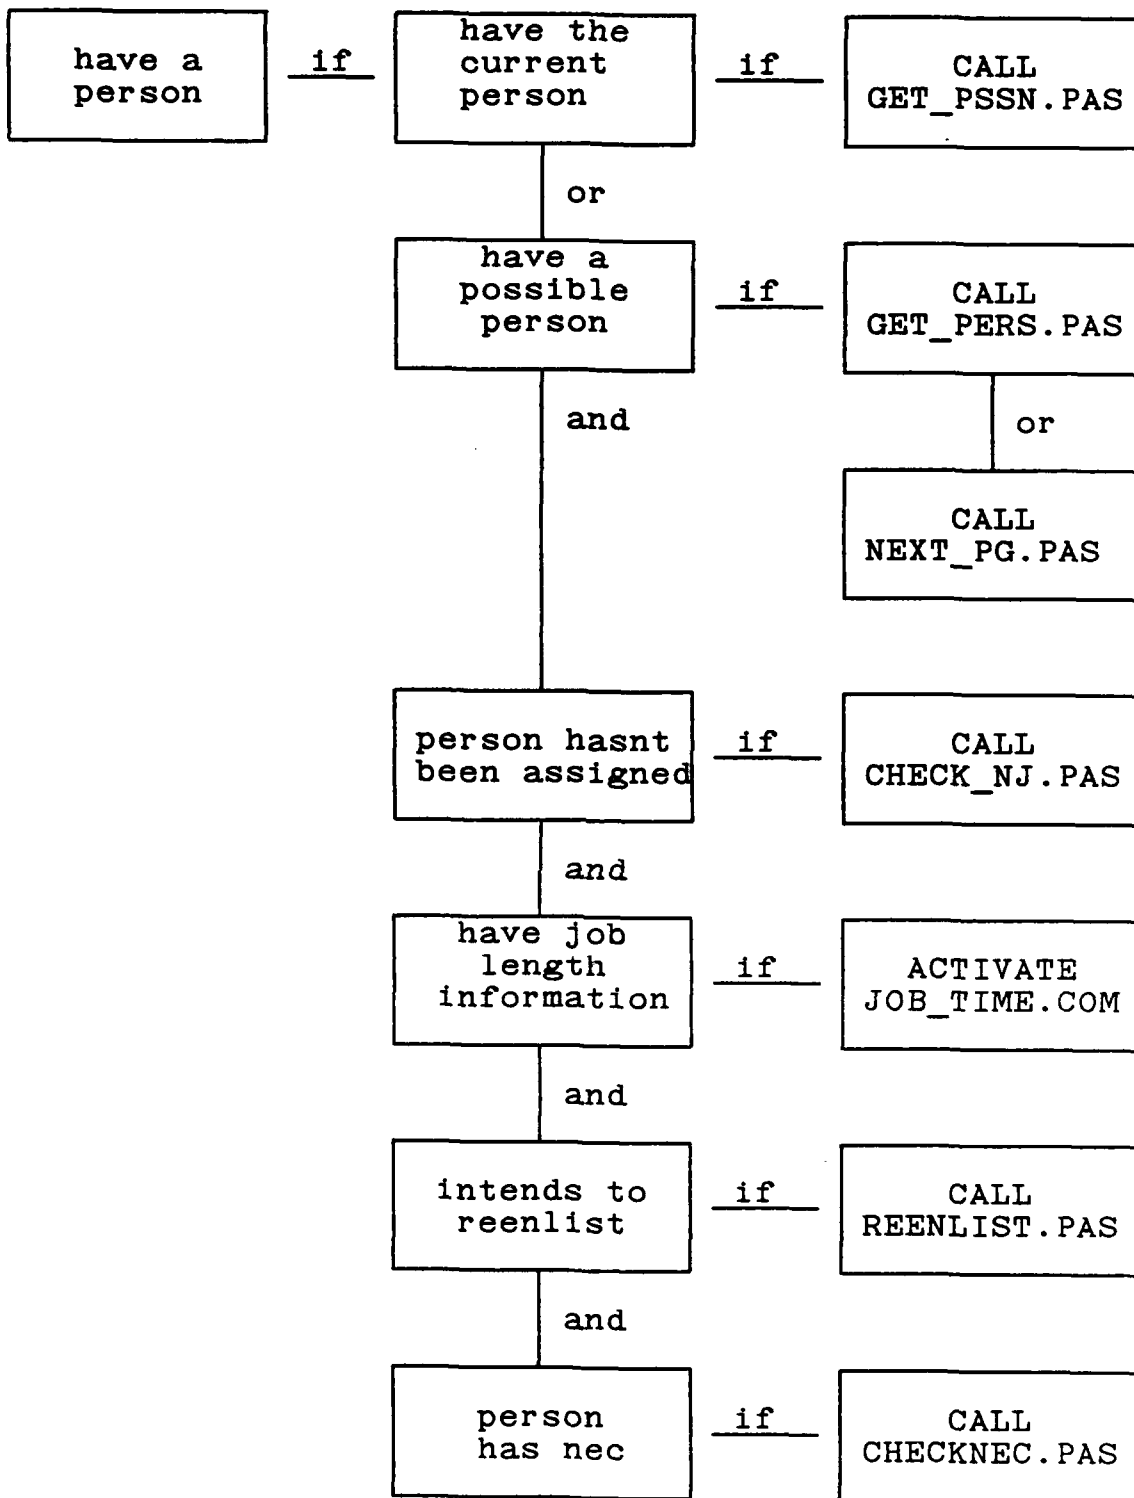 have a
person
if
have the
current
person
if
CALL
GET_PSSN.PAS
or
have a
possible
person
if
CALL
GET_PERS.PAS
and
or
CALL
NEXT_PG.PAS
person hasnt
been assigned
if
CALL
CHECK_NJ.PAS
and
have job
length
information
if
ACTIVATE
JOB_TIME.COM
and
intends to
reenlist
if
CALL
REENLIST.PAS
and
person
has nec
if
CALL
CHECKNEC.PAS